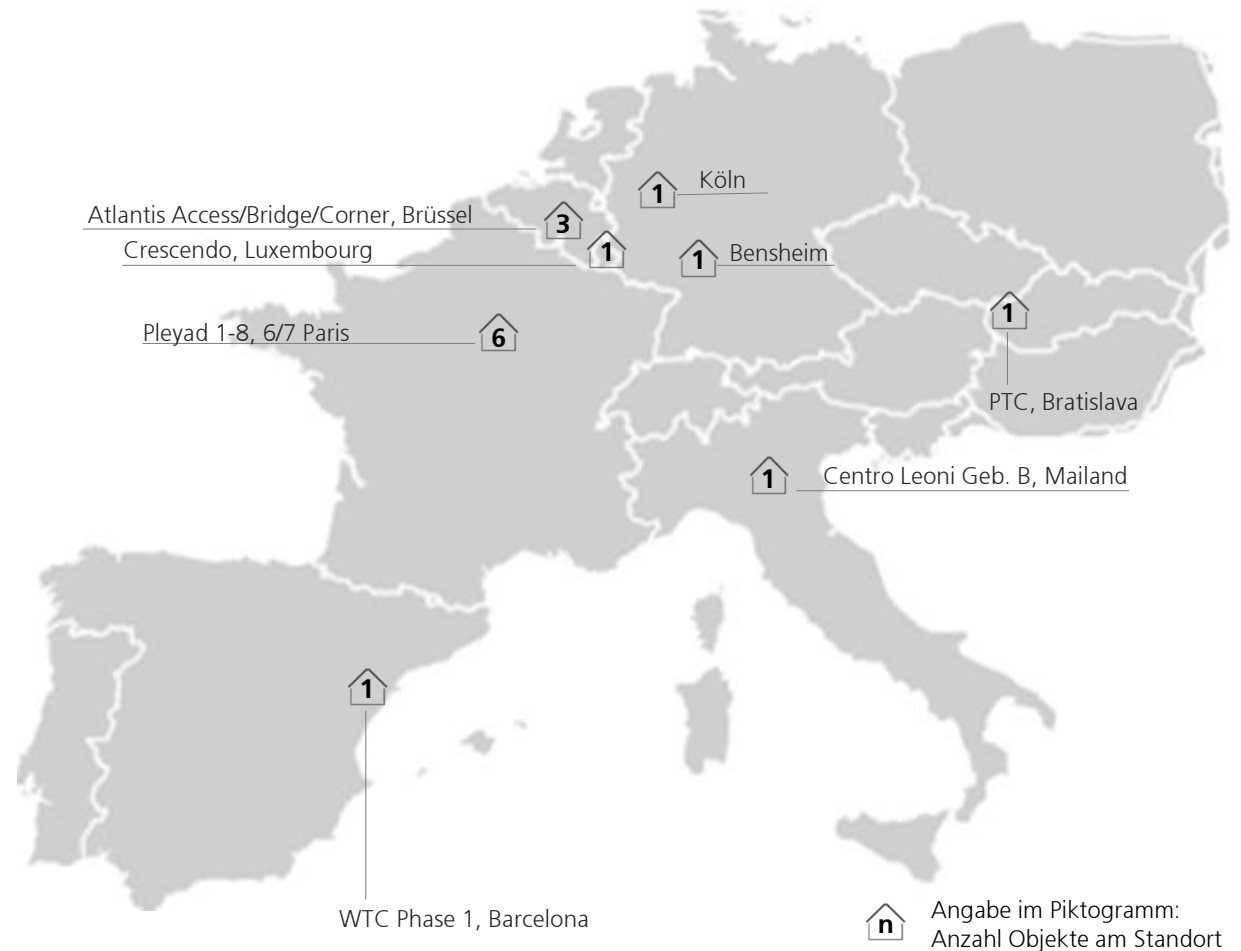 1 Köln
Atlantis Access/Bridge/Corner, Brüssel 3
Crescendo, Luxembourg 1
1 Bensheim
Pleyad 1-8, 6/7 Paris 6
1
PTC, Bratislava
1 Centro Leoni Geb. B, Mailand
1
WTC Phase 1, Barcelona
n Angabe im Piktogramm:
Anzahl Objekte am Standort